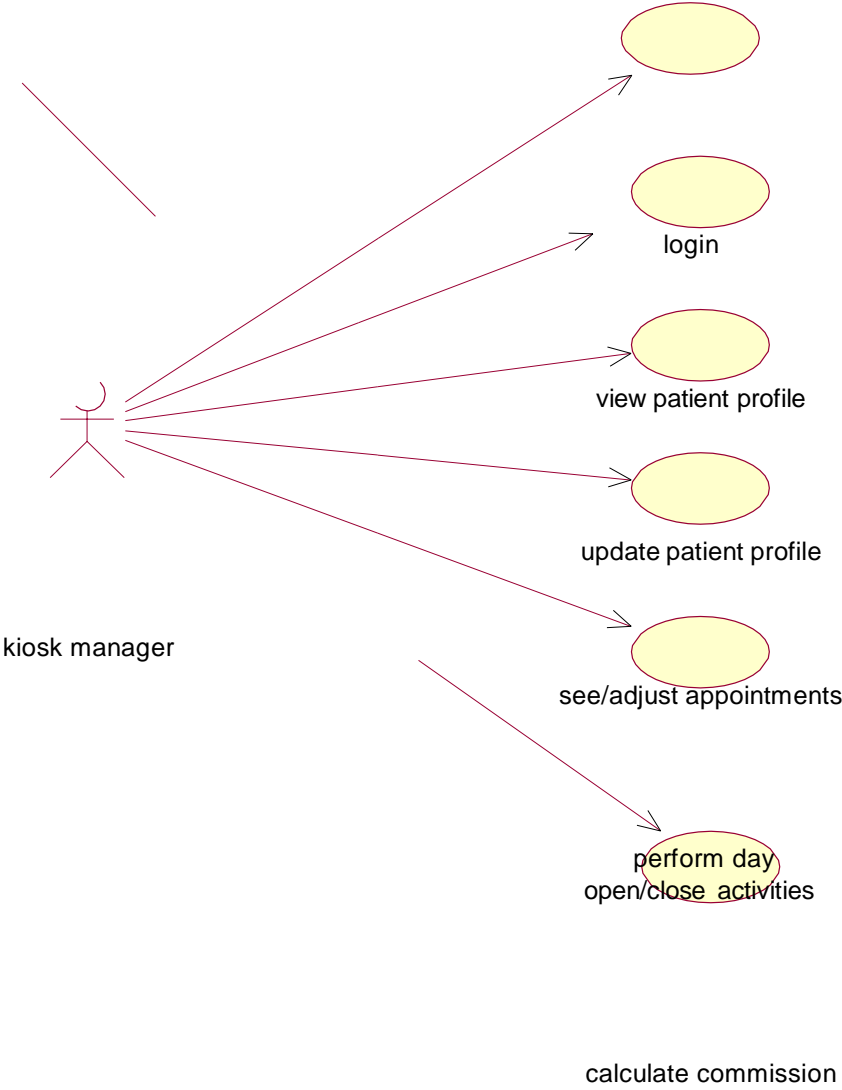 login
view patient profile
update patient profile
kiosk manager
see/adjust appointments
perform day
open/close activities
calculate commission